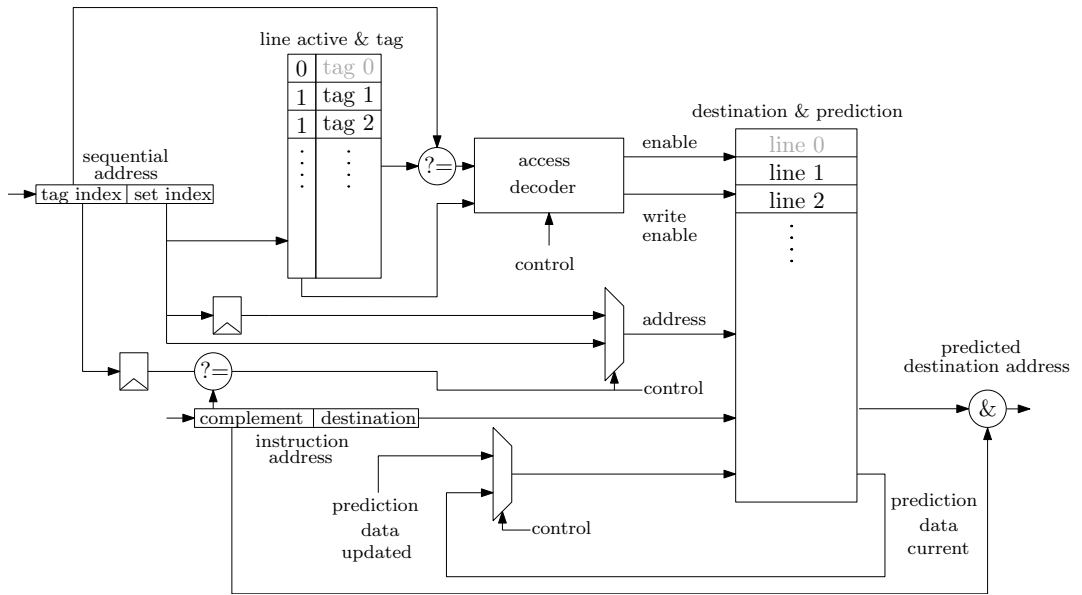 line active & tag
0 tag 0
1 tag 1
1 tag 2
destination & prediction
line 0
line 1
line 2
sequential
address
tag index set index
?=
access
decoder
enable
write
enable
control
address
control
?=
complement destination
instruction
address
predicted
destination address
&
prediction
data
updated
control
prediction
data
current